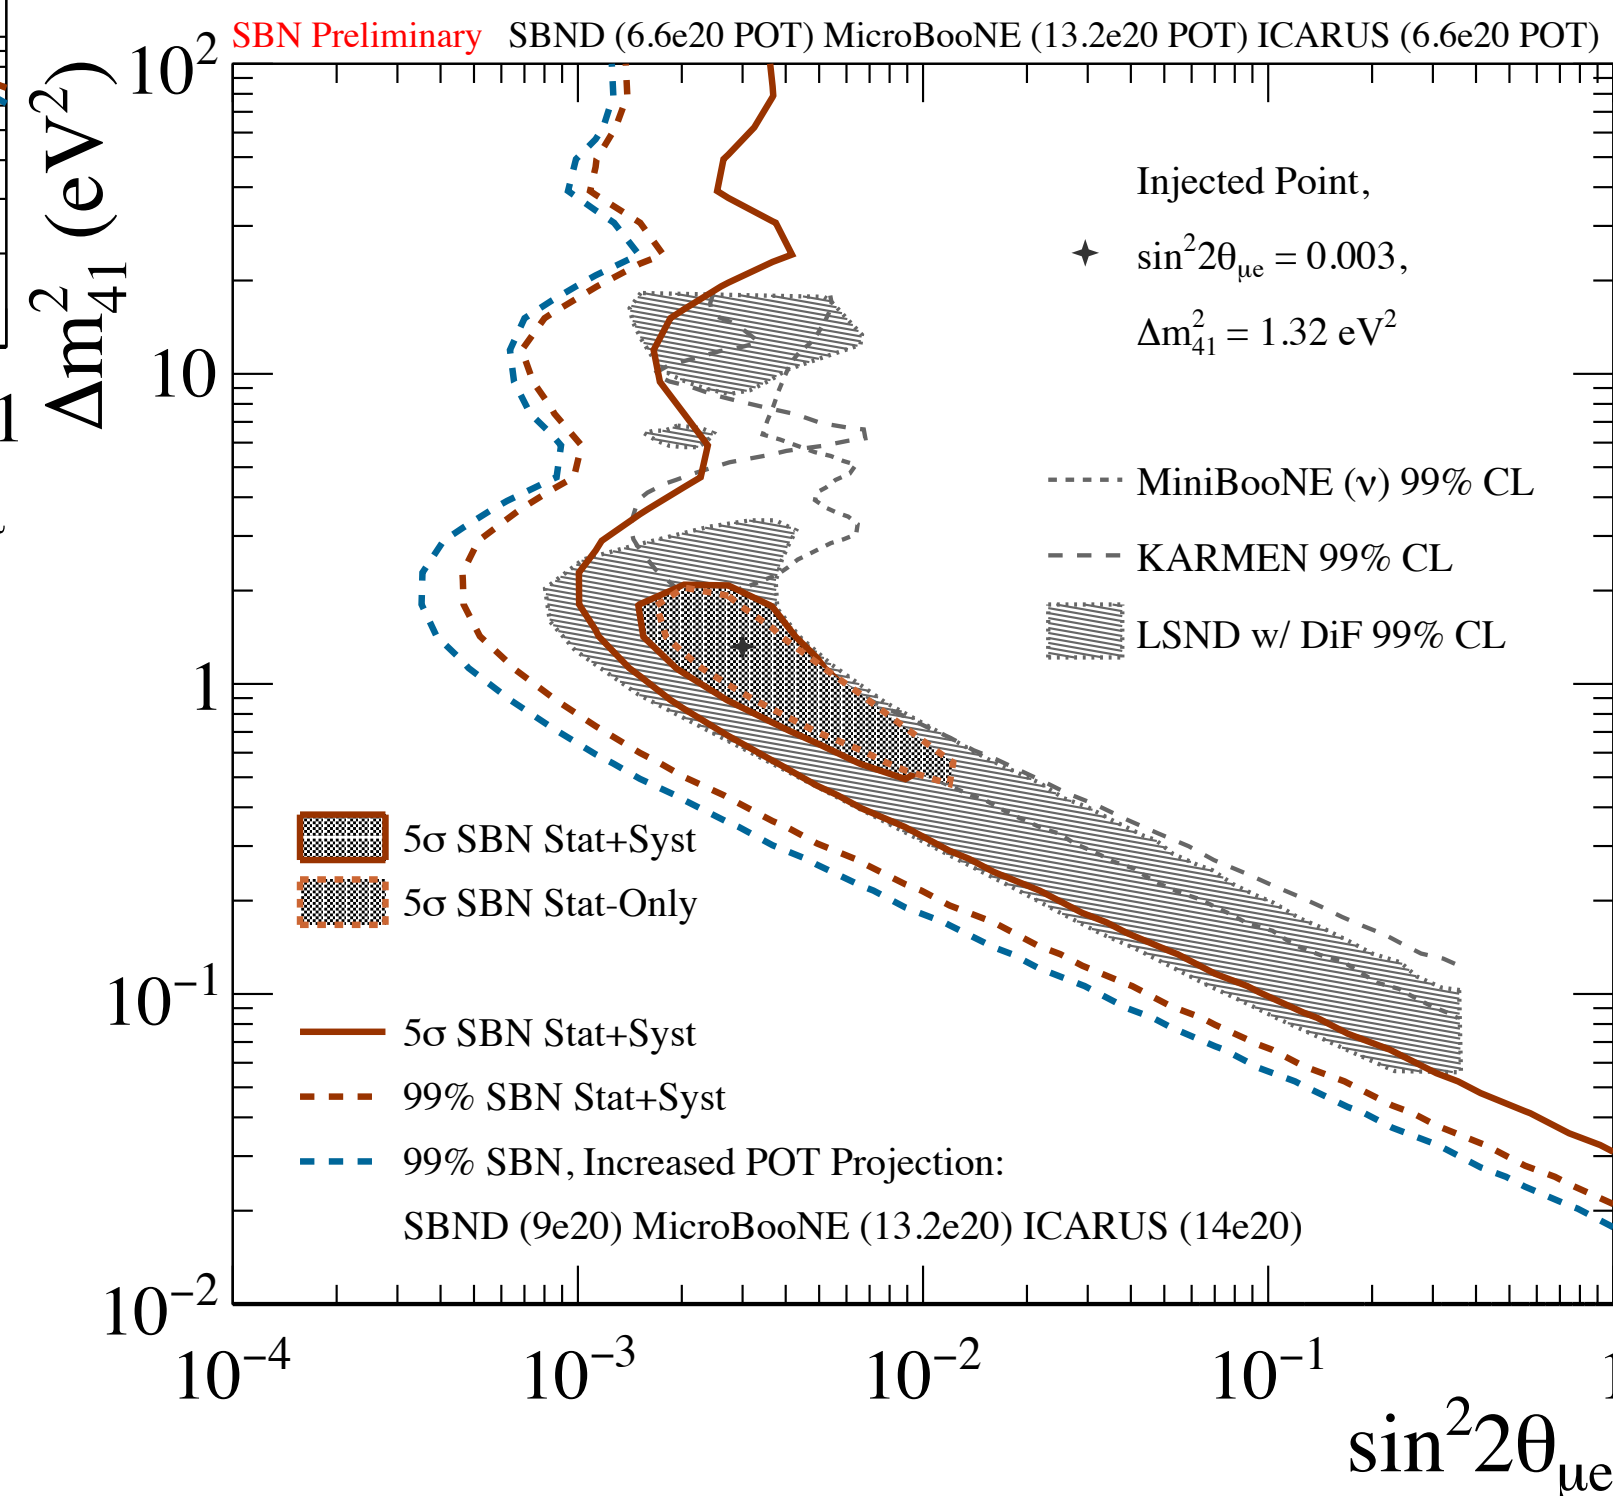 SBN Preliminary SBND (6.6e20 POT) MicroBooNE (13.2e20 POT) ICARUS (6.6e20 POT)
Δm²₄₁ (eV²)
10²
10
1
10⁻¹
10⁻²
Injected Point,
sin²2θμe = 0.003,
Δm²₄₁ = 1.32 eV²
MiniBooNE (ν) 99% CL
KARMEN 99% CL
LSND w/ DiF 99% CL
5σ SBN Stat+Syst
5σ SBN Stat-Only
5σ SBN Stat+Syst
99% SBN Stat+Syst
99% SBN, Increased POT Projection:
SBND (9e20) MicroBooNE (13.2e20) ICARUS (14e20)
10⁻⁴ 10⁻³ 10⁻² 10⁻¹ 1
sin²2θμe